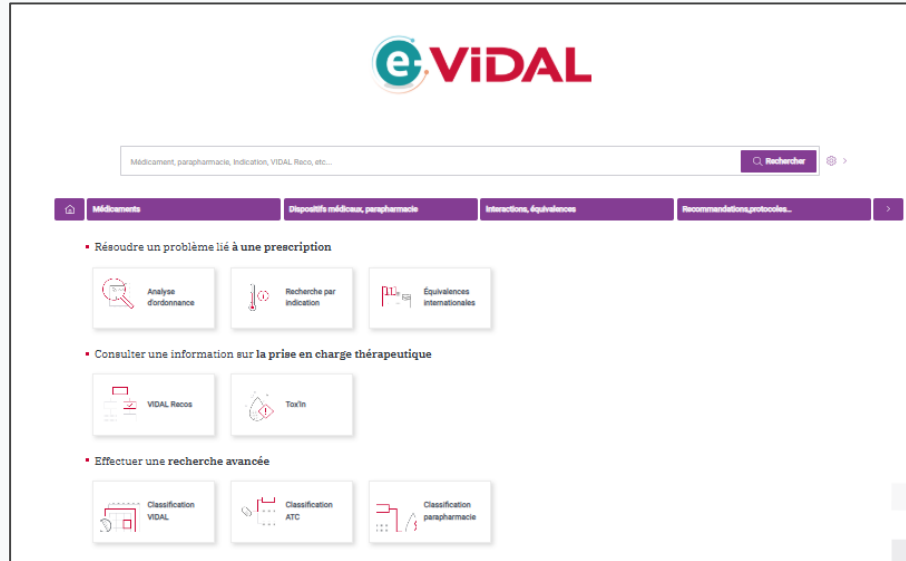 e ViDAL
Médicament, parapharmacie, Indication, VIDAL Reco, etc...
Rechercher
Médicaments
Dispositifs médicaux, parapharmacie
Interactions, équivalences
Recommandations,protocoles...
Résoudre un problème lié à une prescription
Analyse
d'ordonnance
Recherche par
indication
Équivalences
internationales
Consulter une information sur la prise en charge thérapeutique
VIDAL Recos
Tox'In
Effectuer une recherche avancée
Classification
VIDAL
Classification
ATC
Classification
parapharmacie